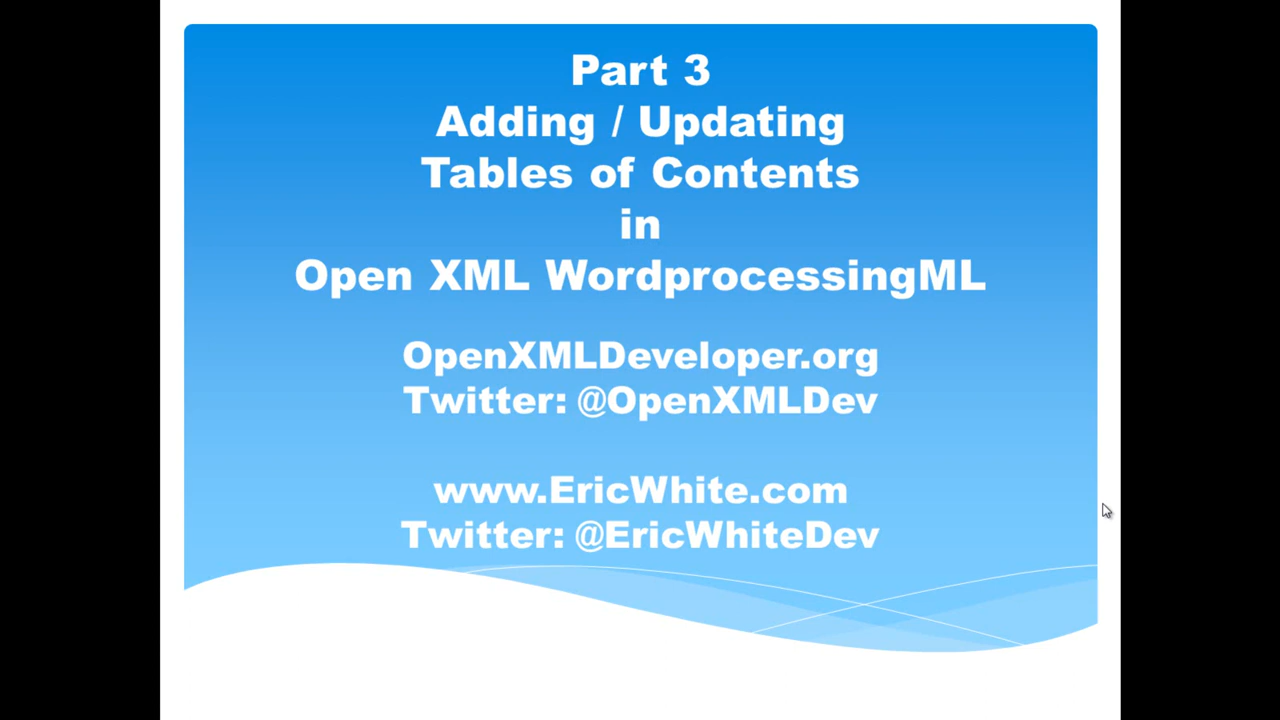 Part 3
Adding / Updating
Tables of Contents
in
Open XML WordprocessingML
OpenXMLDeveloper.org
Twitter: @OpenXMLDev
www.EricWhite.com
Twitter: @EricWhiteDev